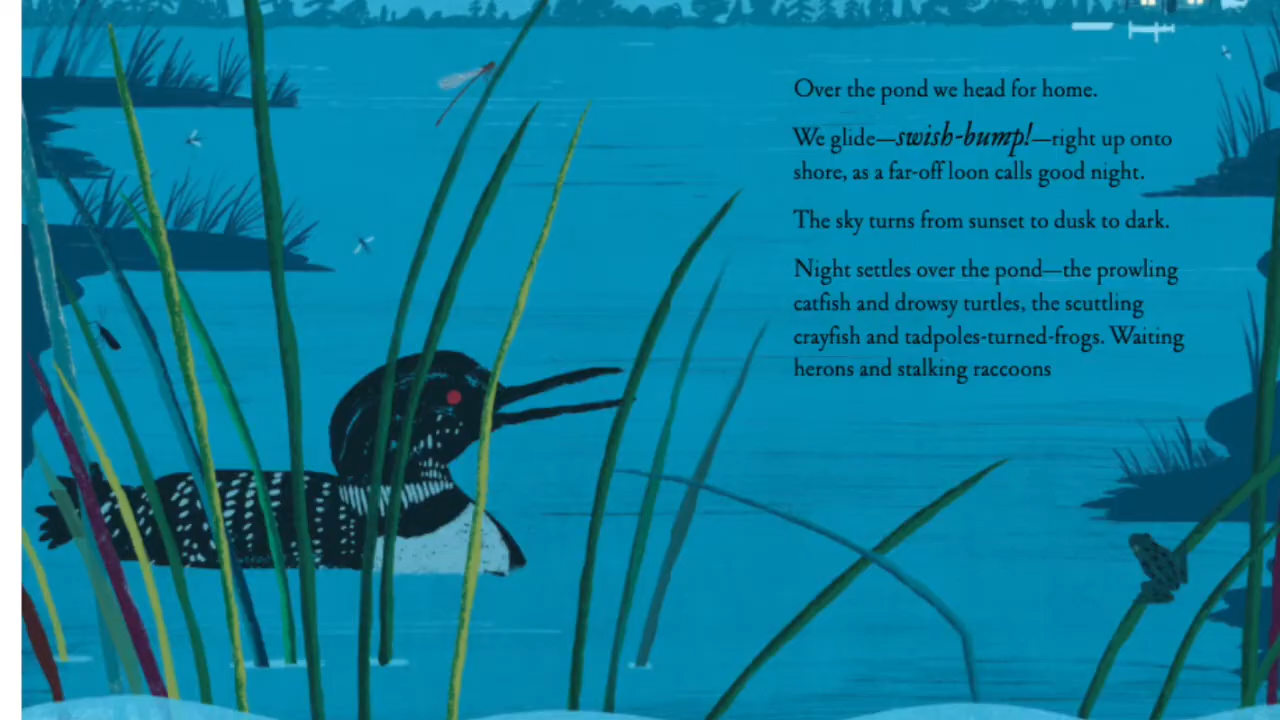 Over the pond we head for home.
We glide—swish-bump!—right up onto
shore, as a far-off loon calls good night.
The sky turns from sunset to dusk to dark.
Night settles over the pond—the prowling
catfish and drowsy turtles, the scuttling
crayfish and tadpoles-turned-frogs. Waiting
herons and stalking raccoons